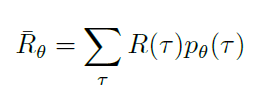 R̄_θ = ∑_τ R(τ)p_θ(τ)